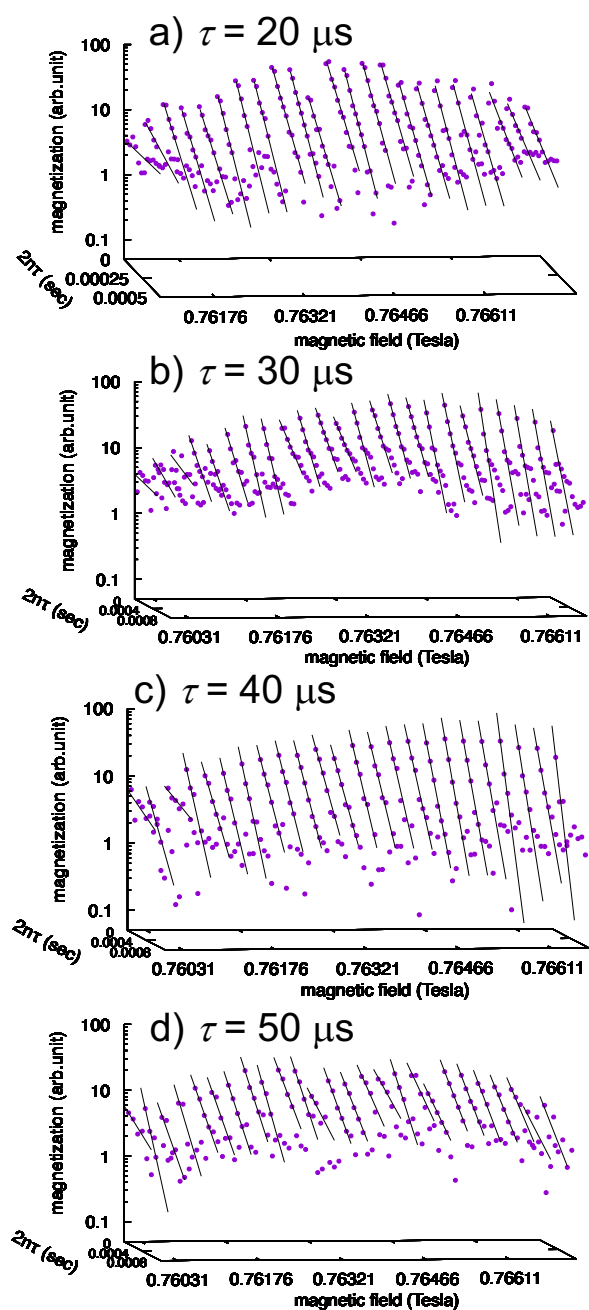 a) τ = 20 μs
100
10
1
0.1
0
0.00025
0.0005
magnetization (arb.unit)
2nτ (sec)
0.76176
0.76321
0.76466
0.76611
magnetic field (Tesla)
b) τ = 30 μs
100
10
1
0.1
0
0.0004
0.0008
magnetization (arb.unit)
2nτ (sec)
0.76031
0.76176
0.76321
0.76466
0.76611
magnetic field (Tesla)
c) τ = 40 μs
100
10
1
0.1
0
0.0004
0.0008
magnetization (arb.unit)
2nτ (sec)
0.76031
0.76176
0.76321
0.76466
0.76611
magnetic field (Tesla)
d) τ = 50 μs
100
10
1
0.1
0
0.0004
0.0008
magnetization (arb.unit)
2nτ (sec)
0.76031
0.76176
0.76321
0.76466
0.76611
magnetic field (Tesla)